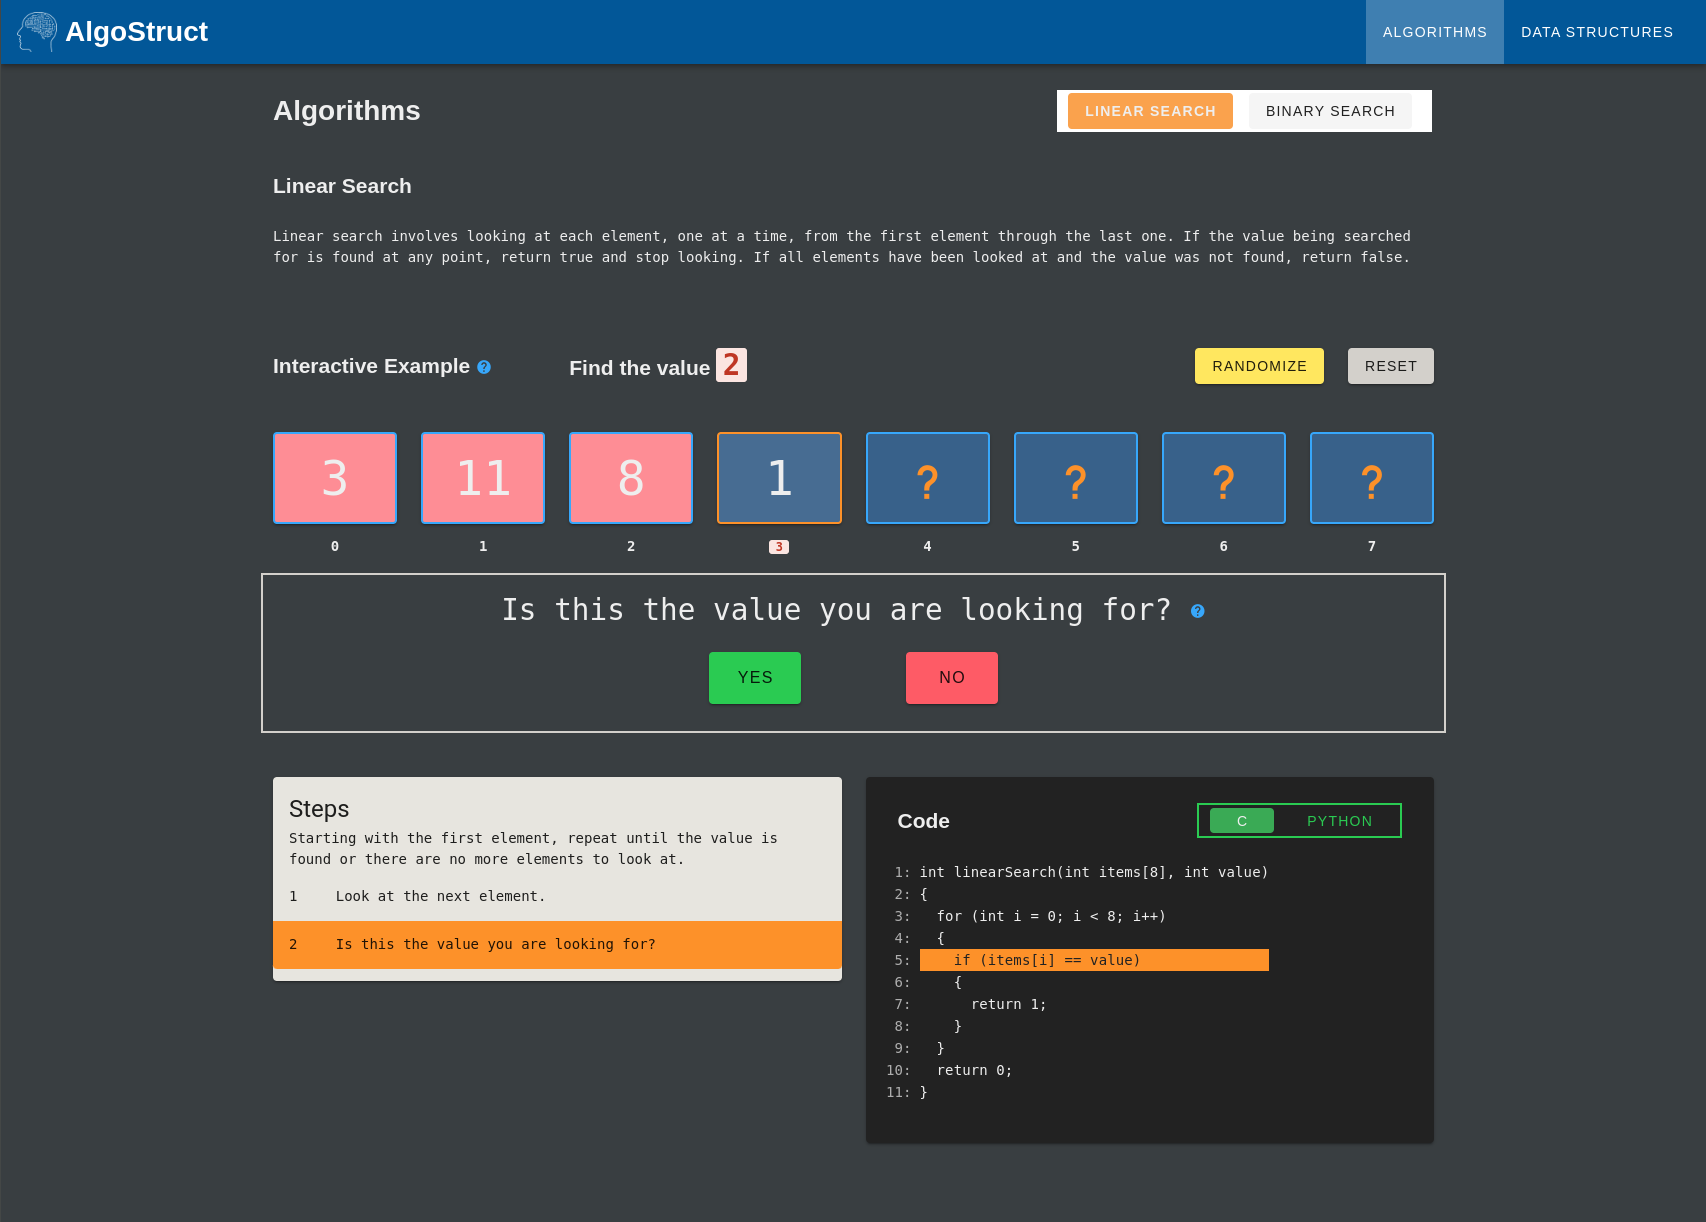 AlgoStruct
ALGORITHMS
DATA STRUCTURES
Algorithms
LINEAR SEARCH
BINARY SEARCH
Linear Search
Linear search involves looking at each element, one at a time, from the first element through the last one. If the value being searched
for is found at any point, return true and stop looking. If all elements have been looked at and the value was not found, return false.
Interactive Example ?
Find the value 2
RANDOMIZE
RESET
3 11 8 1 ? ? ? ?
0 1 2 3 4 5 6 7
Is this the value you are looking for? ?
YES
NO
Steps
Starting with the first element, repeat until the value is
found or there are no more elements to look at.
1 Look at the next element.
2 Is this the value you are looking for?
Code
C
PYTHON
1: int linearSearch(int items[8], int value)
2: {
3:   for (int i = 0; i < 8; i++)
4:   {
5:     if (items[i] == value)
6:     {
7:       return 1;
8:     }
9:   }
10:   return 0;
11: }